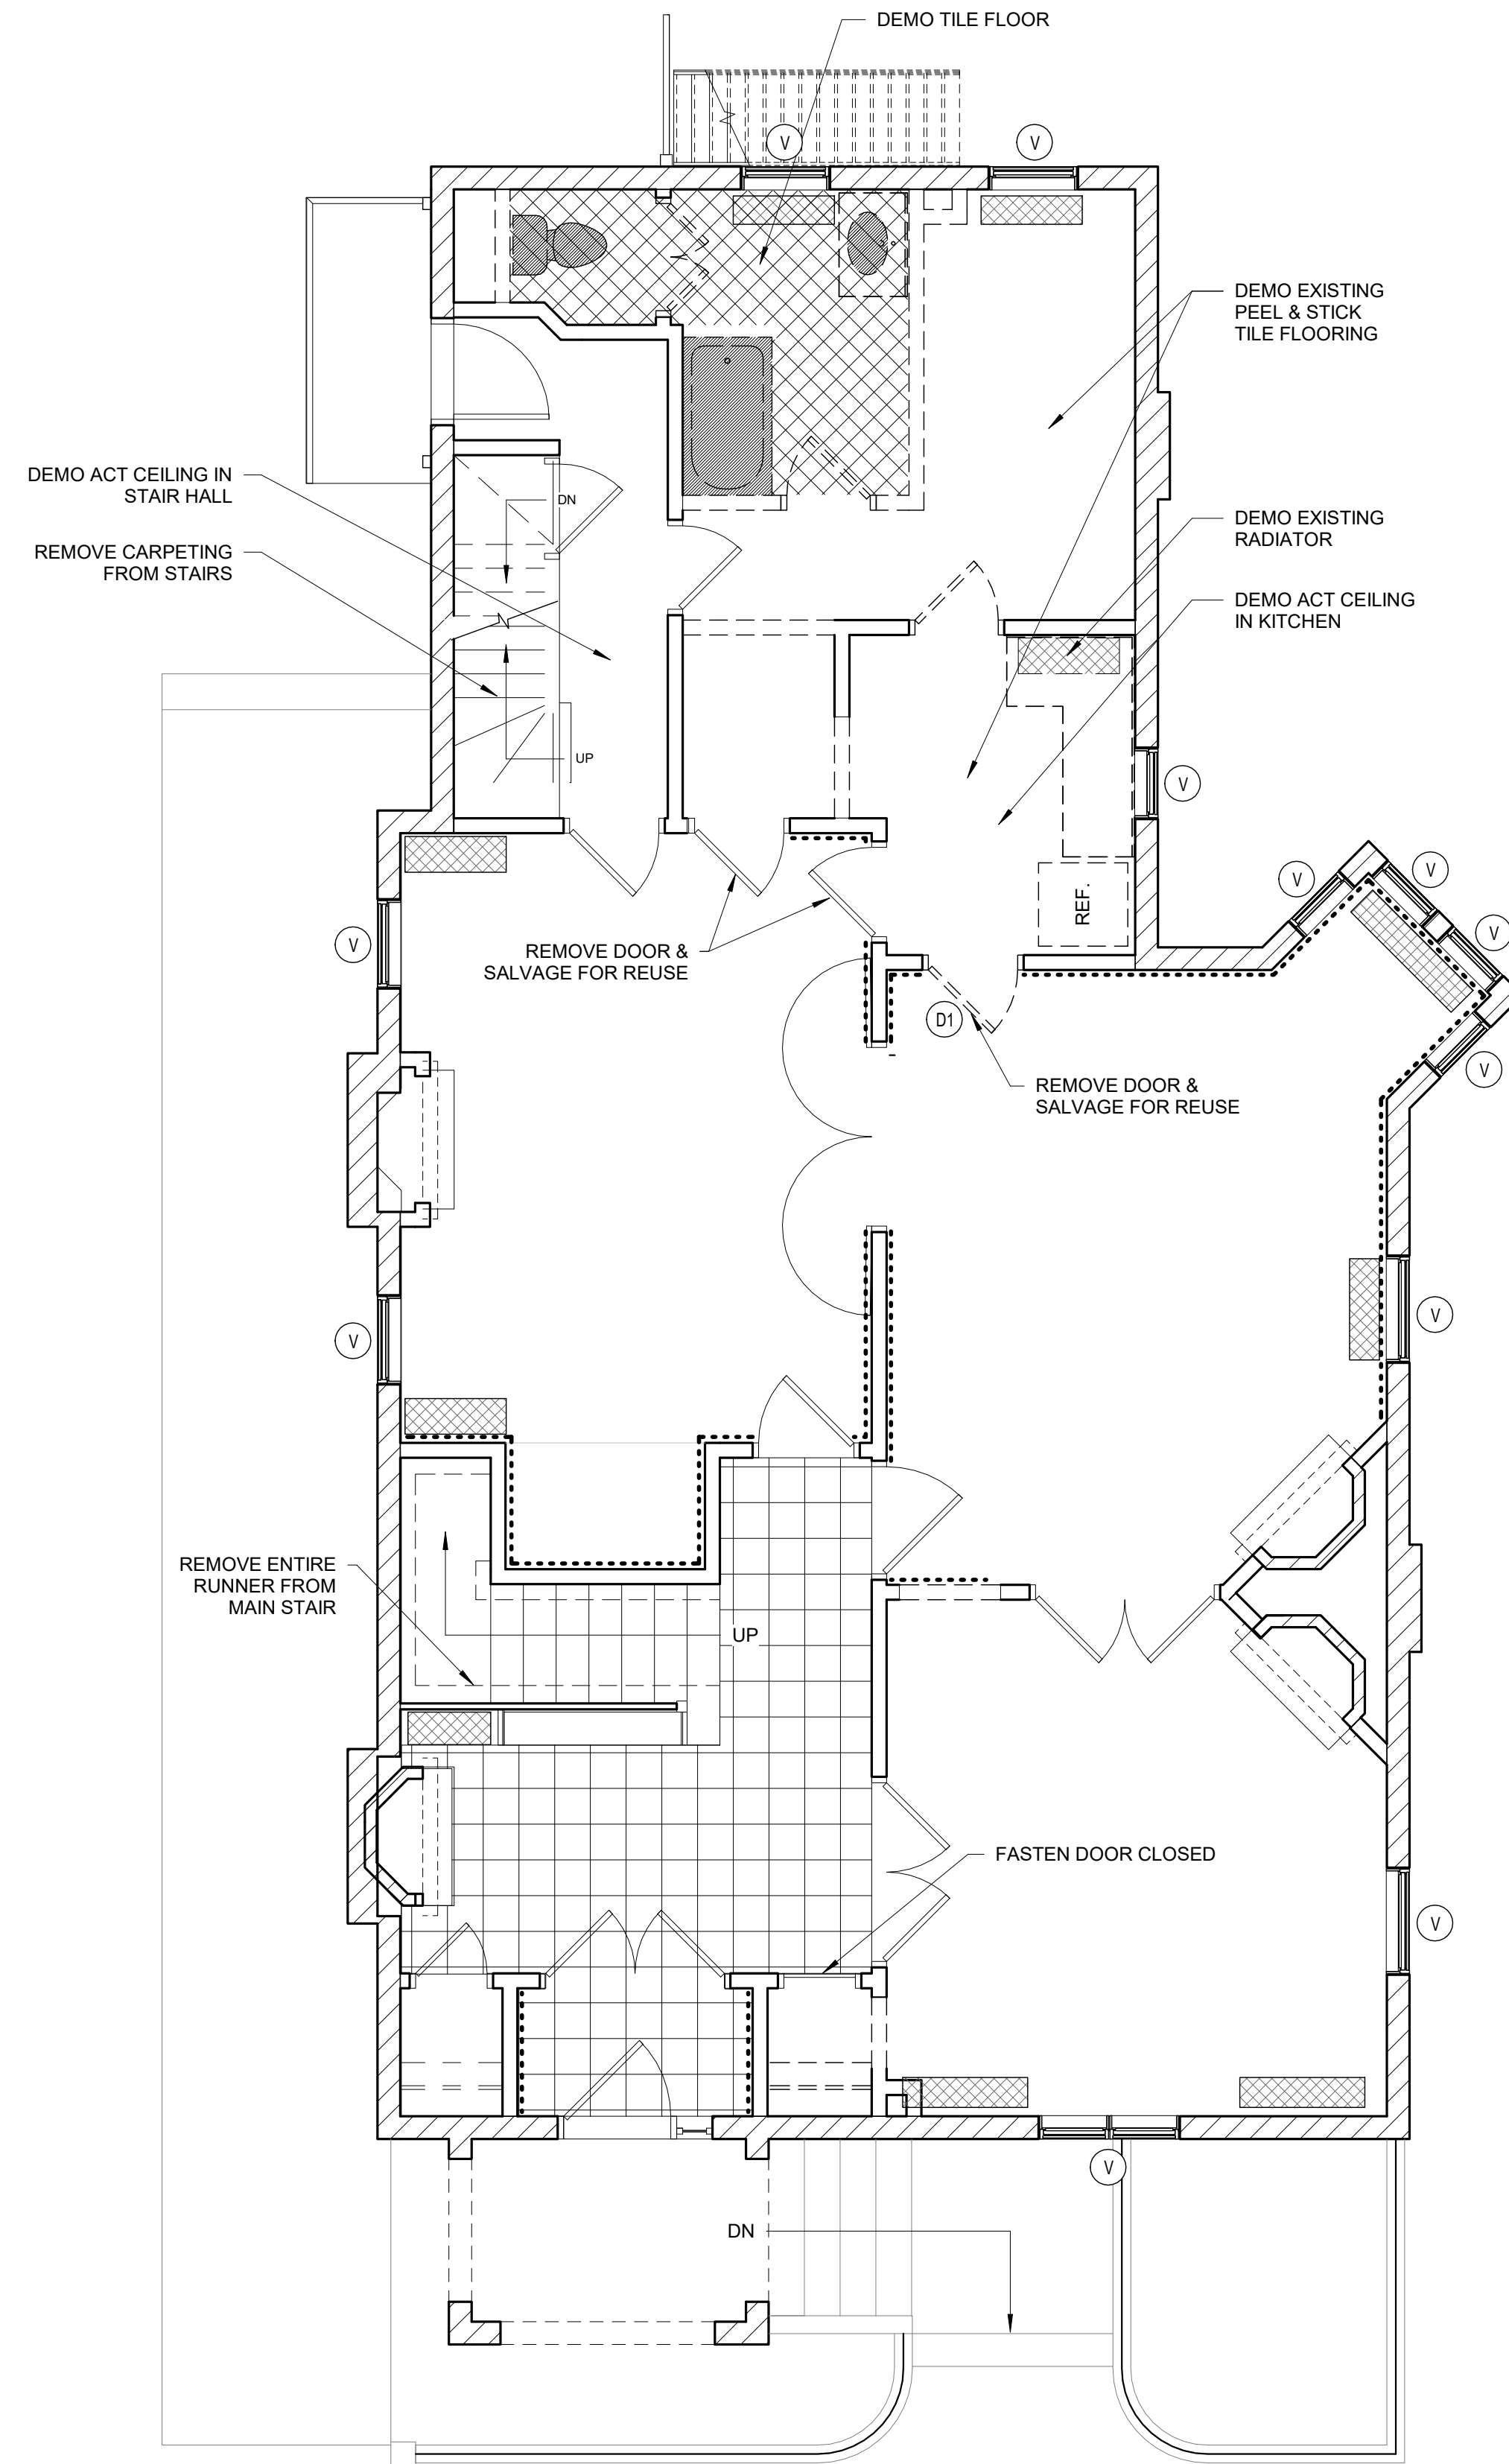 DEMO TILE FLOOR
V
V
DEMO EXISTING
PEEL & STICK
TILE FLOORING
DEMO ACT CEILING IN
STAIR HALL
DN
DEMO EXISTING
RADIATOR
REMOVE CARPETING
FROM STAIRS
DEMO ACT CEILING
IN KITCHEN
UP
V
V
V
REF.
V
V
REMOVE DOOR &
SALVAGE FOR REUSE
D1
V
REMOVE DOOR &
SALVAGE FOR REUSE
V
V
REMOVE ENTIRE
RUNNER FROM
MAIN STAIR
UP
FASTEN DOOR CLOSED
V
V
DN